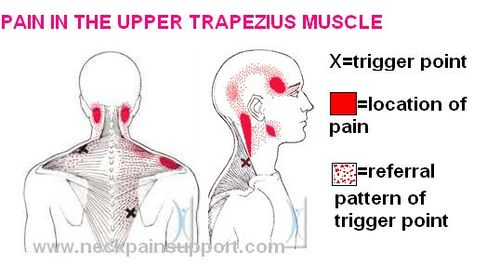 PAIN IN THE UPPER TRAPEZIUS MUSCLE
X=trigger point
=location of
pain
=referral
pattern of
trigger point
www.neckpainsupport.com